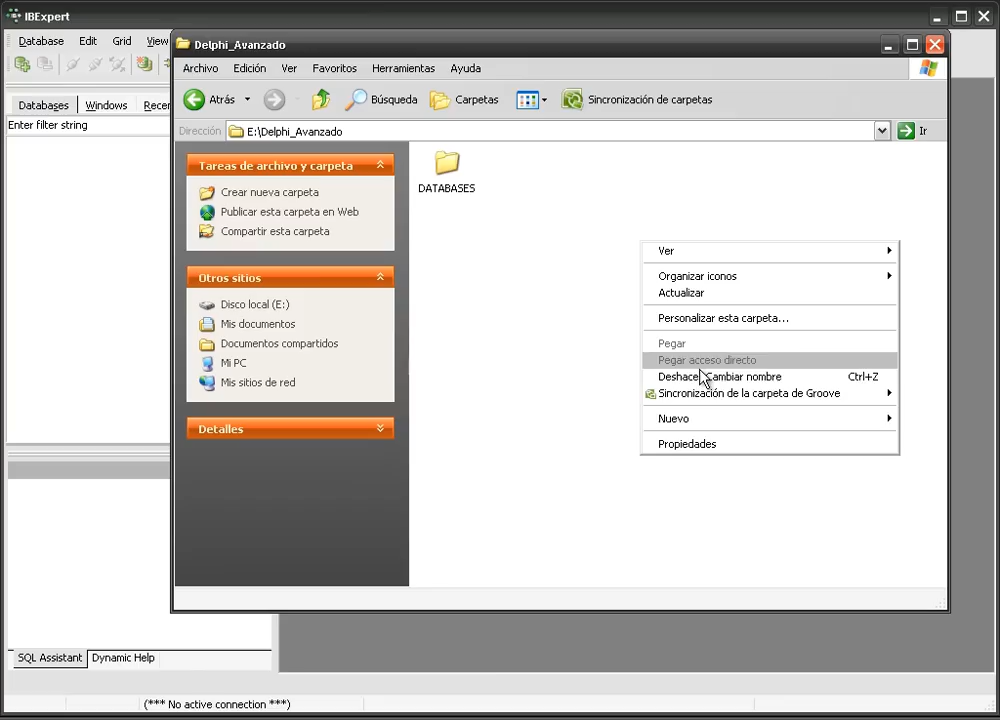 IBExpert
Database Edit Grid View
Databases Windows Recen
Enter filter string
Delphi_Avanzado
Archivo Edición Ver Favoritos Herramientas Ayuda
Atrás Búsqueda Carpetas Sincronización de carpetas
Dirección E:\Delphi_Avanzado Ir
Tareas de archivo y carpeta
Crear nueva carpeta
Publicar esta carpeta en Web
Compartir esta carpeta
Otros sitios
Disco local (E:)
Mis documentos
Documentos compartidos
Mi PC
Mis sitios de red
Detalles
DATABASES
Ver
Organizar iconos
Actualizar
Personalizar esta carpeta...
Pegar
Pegar acceso directo
Deshacer Cambiar nombre Ctrl+Z
Sincronización de la carpeta de Groove
Nuevo
Propiedades
SQL Assistant Dynamic Help
(*** No active connection ***)